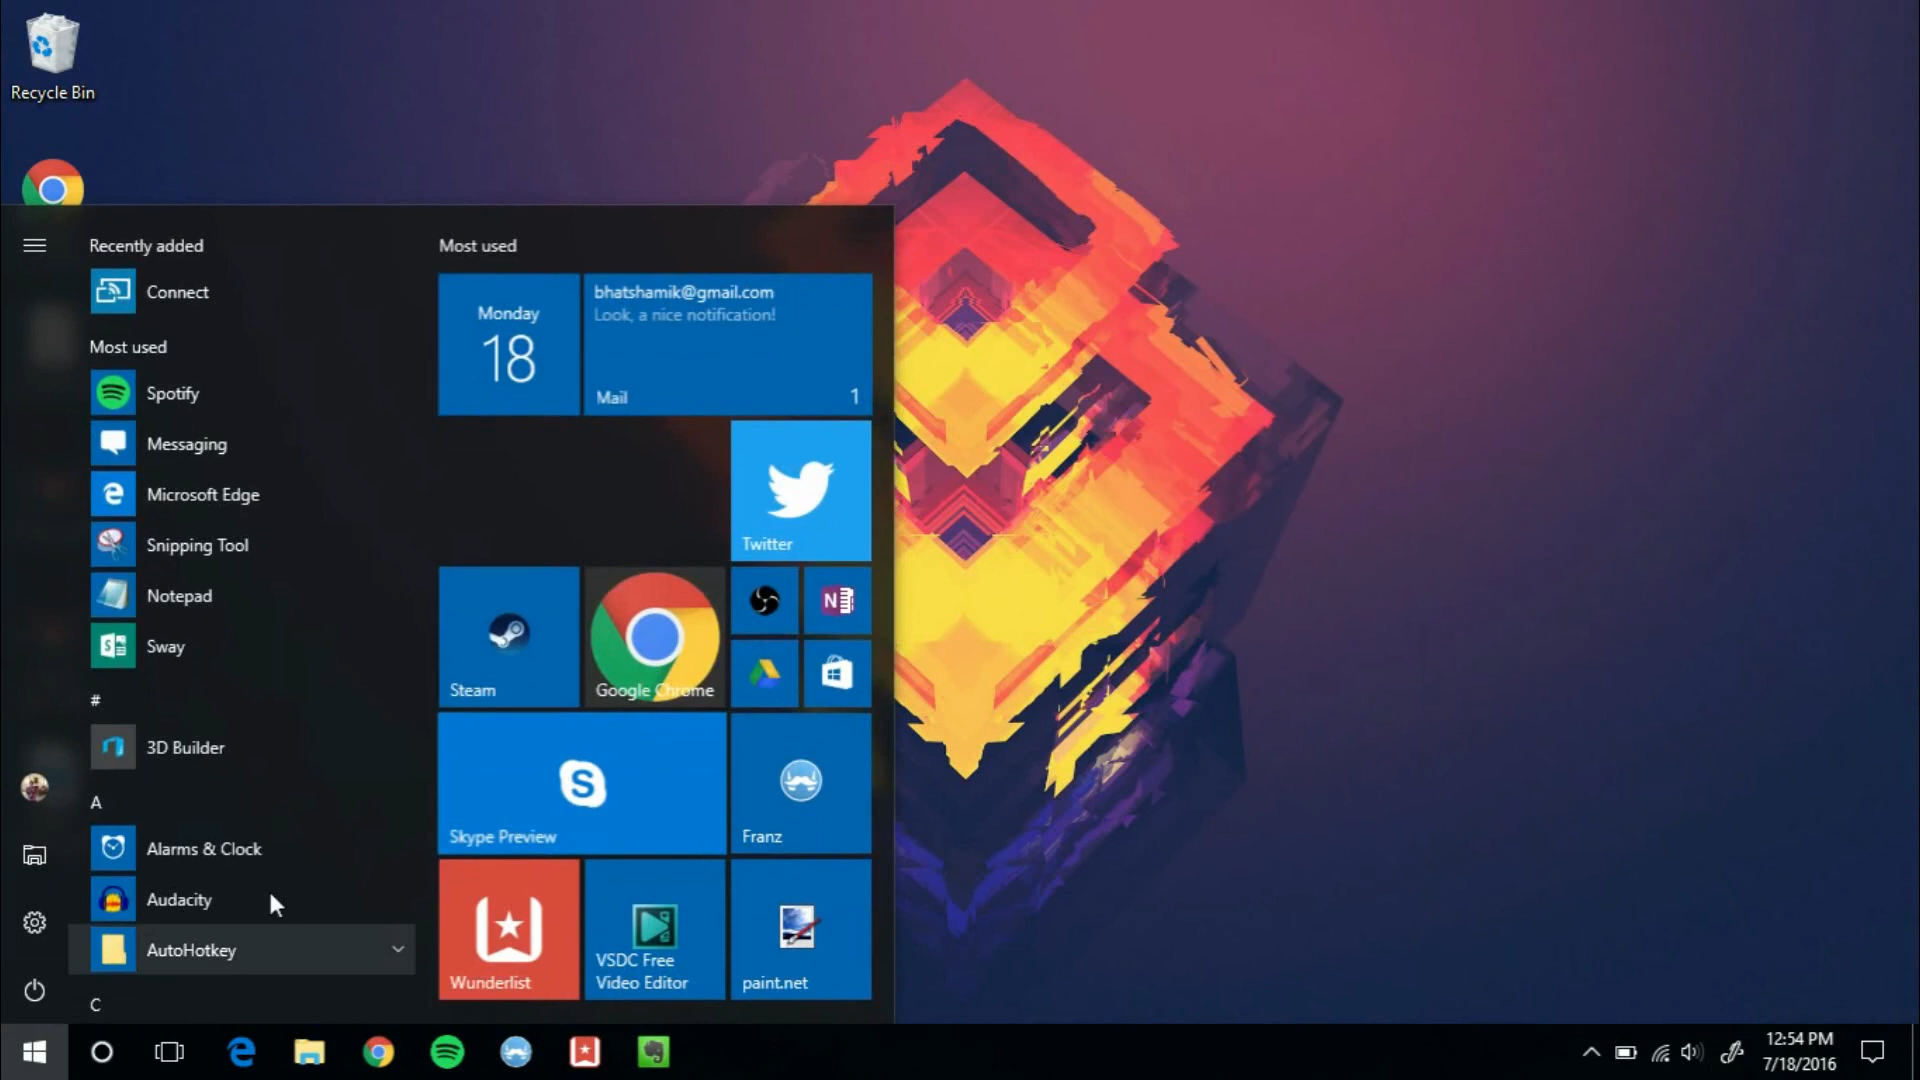 Recycle Bin
Recently added
Connect
Most used
Spotify
Messaging
Microsoft Edge
Snipping Tool
Notepad
Sway
#
3D Builder
A
Alarms & Clock
Audacity
AutoHotkey
C
Most used
Monday
18
bhatshamik@gmail.com
Look, a nice notification!
Mail
1
Twitter
Steam
Google Chrome
N
S
Skype Preview
Franz
Wunderlist
VSDC Free
Video Editor
paint.net
12:54 PM
7/18/2016